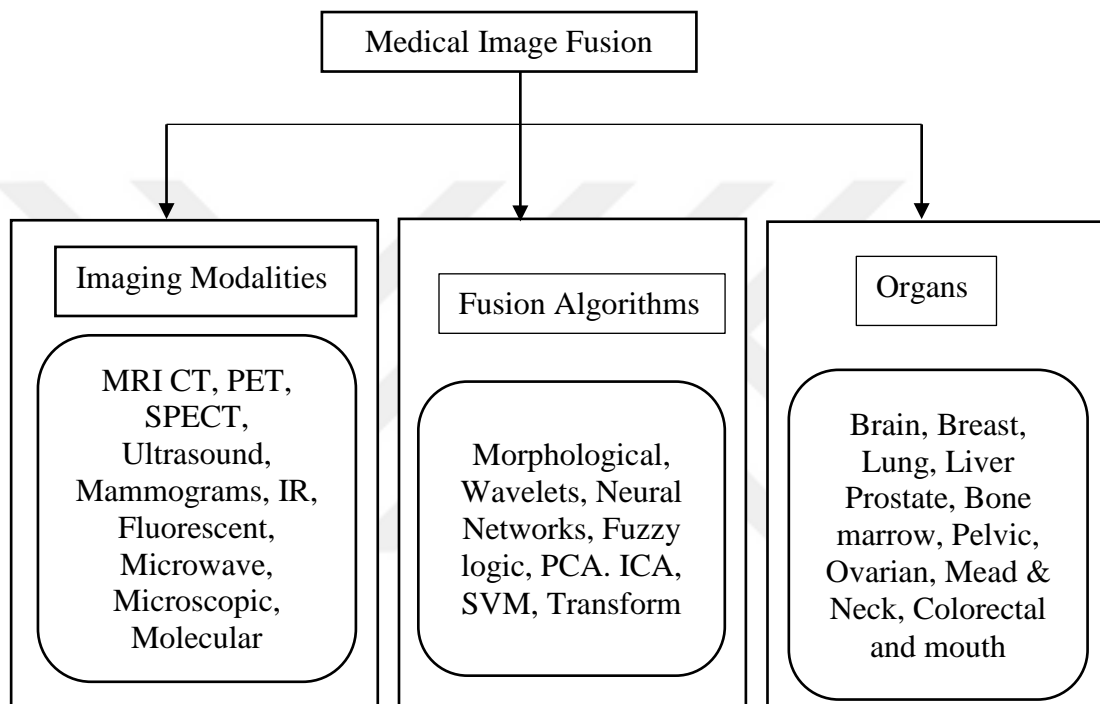 Medical Image Fusion
Imaging Modalities
MRI CT, PET,
SPECT,
Ultrasound,
Mammograms, IR,
Fluorescent,
Microwave,
Microscopic,
Molecular
Fusion Algorithms
Morphological,
Wavelets, Neural
Networks, Fuzzy
logic, PCA. ICA,
SVM, Transform
Organs
Brain, Breast,
Lung, Liver
Prostate, Bone
marrow, Pelvic,
Ovarian, Mead &
Neck, Colorectal
and mouth